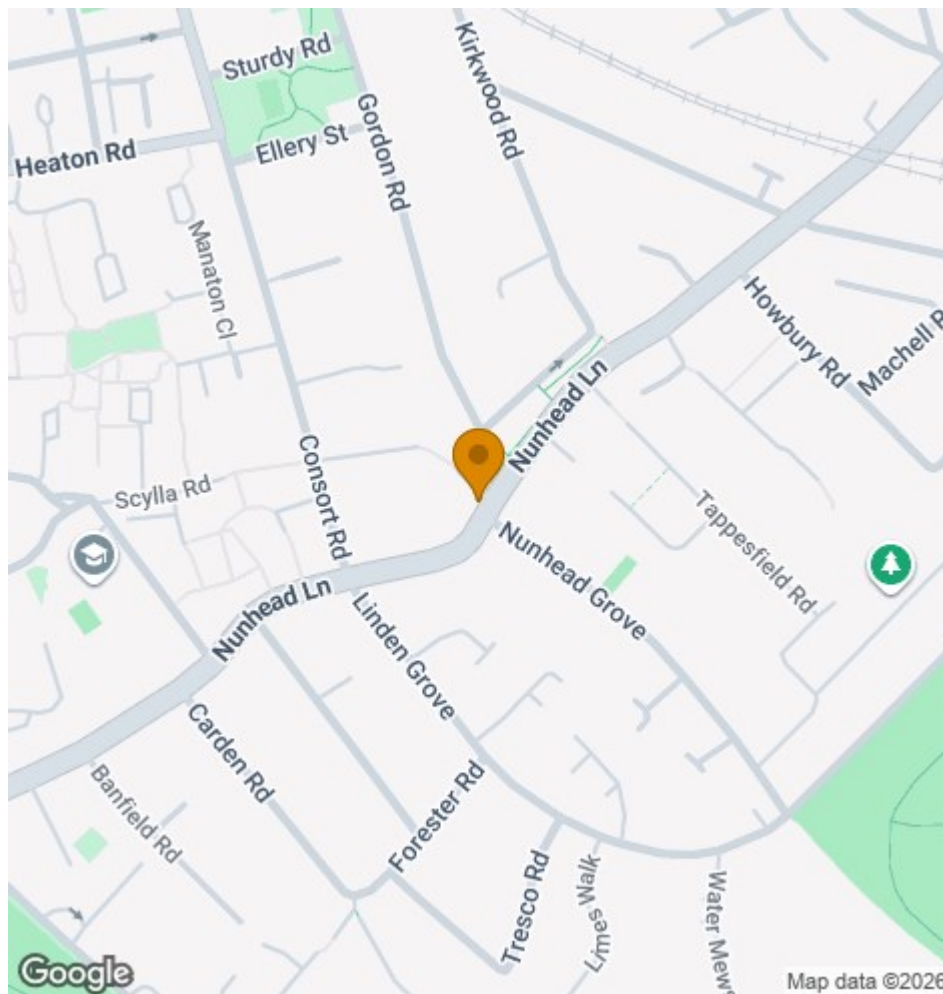 Sturdy Rd
Kirkwood Rd
Gordon Rd
Heaton Rd
Ellery St
Manaton Cl
Howbury Rd
Machell R
Nunhead Ln
Consort Rd
Scylla Rd
Tappesfield Rd
Nunhead Grove
Nunhead Ln
Linden Grove
Carden Rd
Banfield Rd
Forester Rd
Tresco Rd
Limes Walk
Water Mews
Google
Map data ©2026